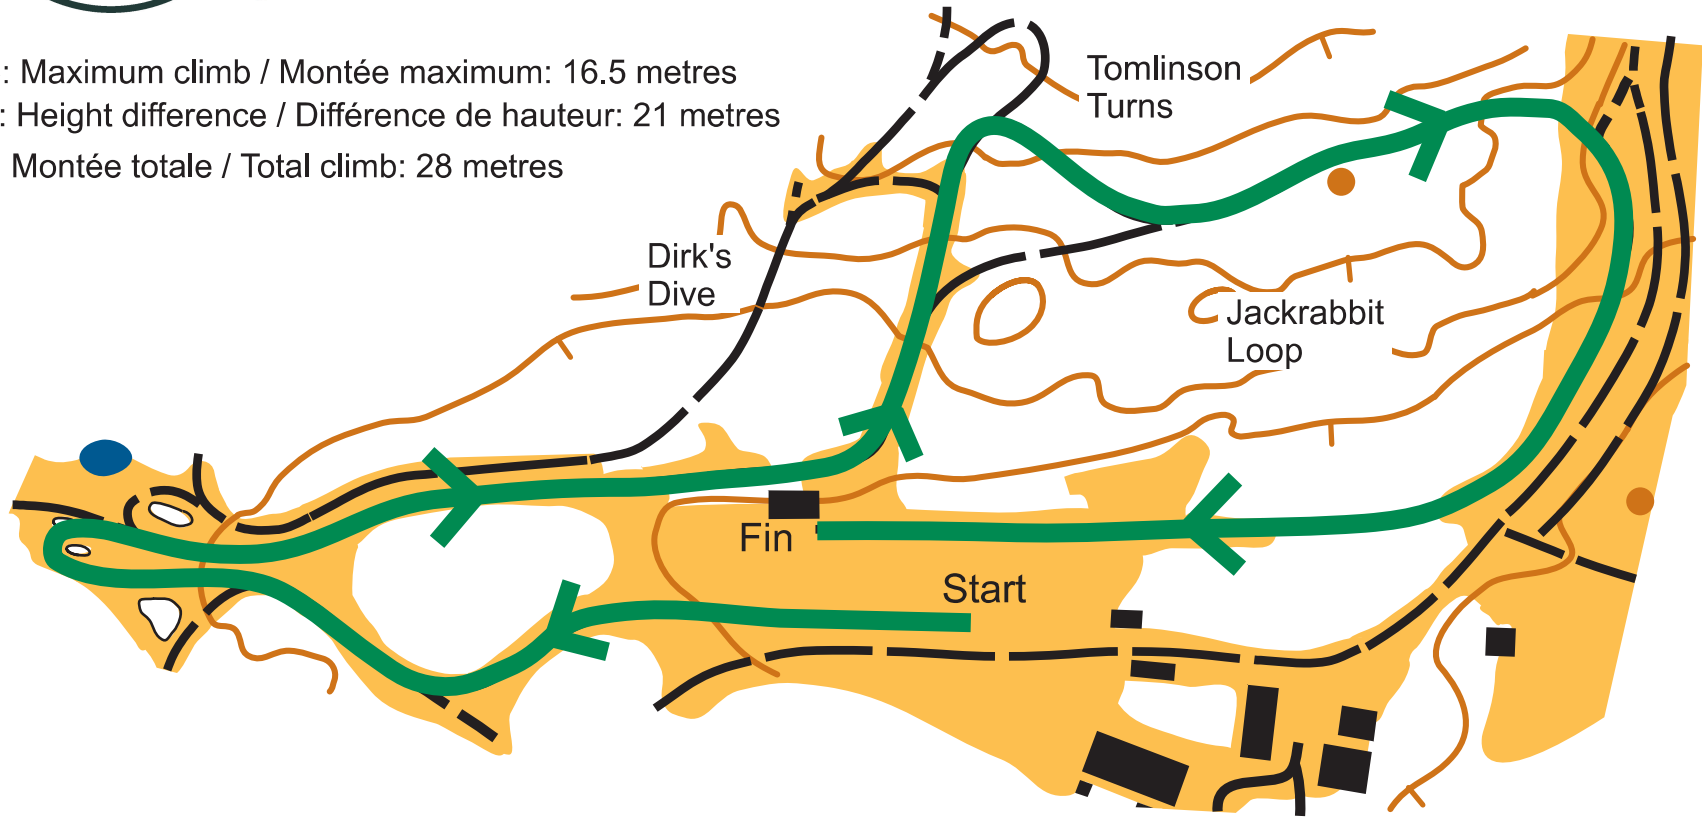 : Maximum climb / Montée maximum: 16.5 metres
: Height difference / Différence de hauteur: 21 metres
Montée totale / Total climb: 28 metres
Tomlinson
Turns
Dirk's
Dive
Jackrabbit
Loop
Fin
Start